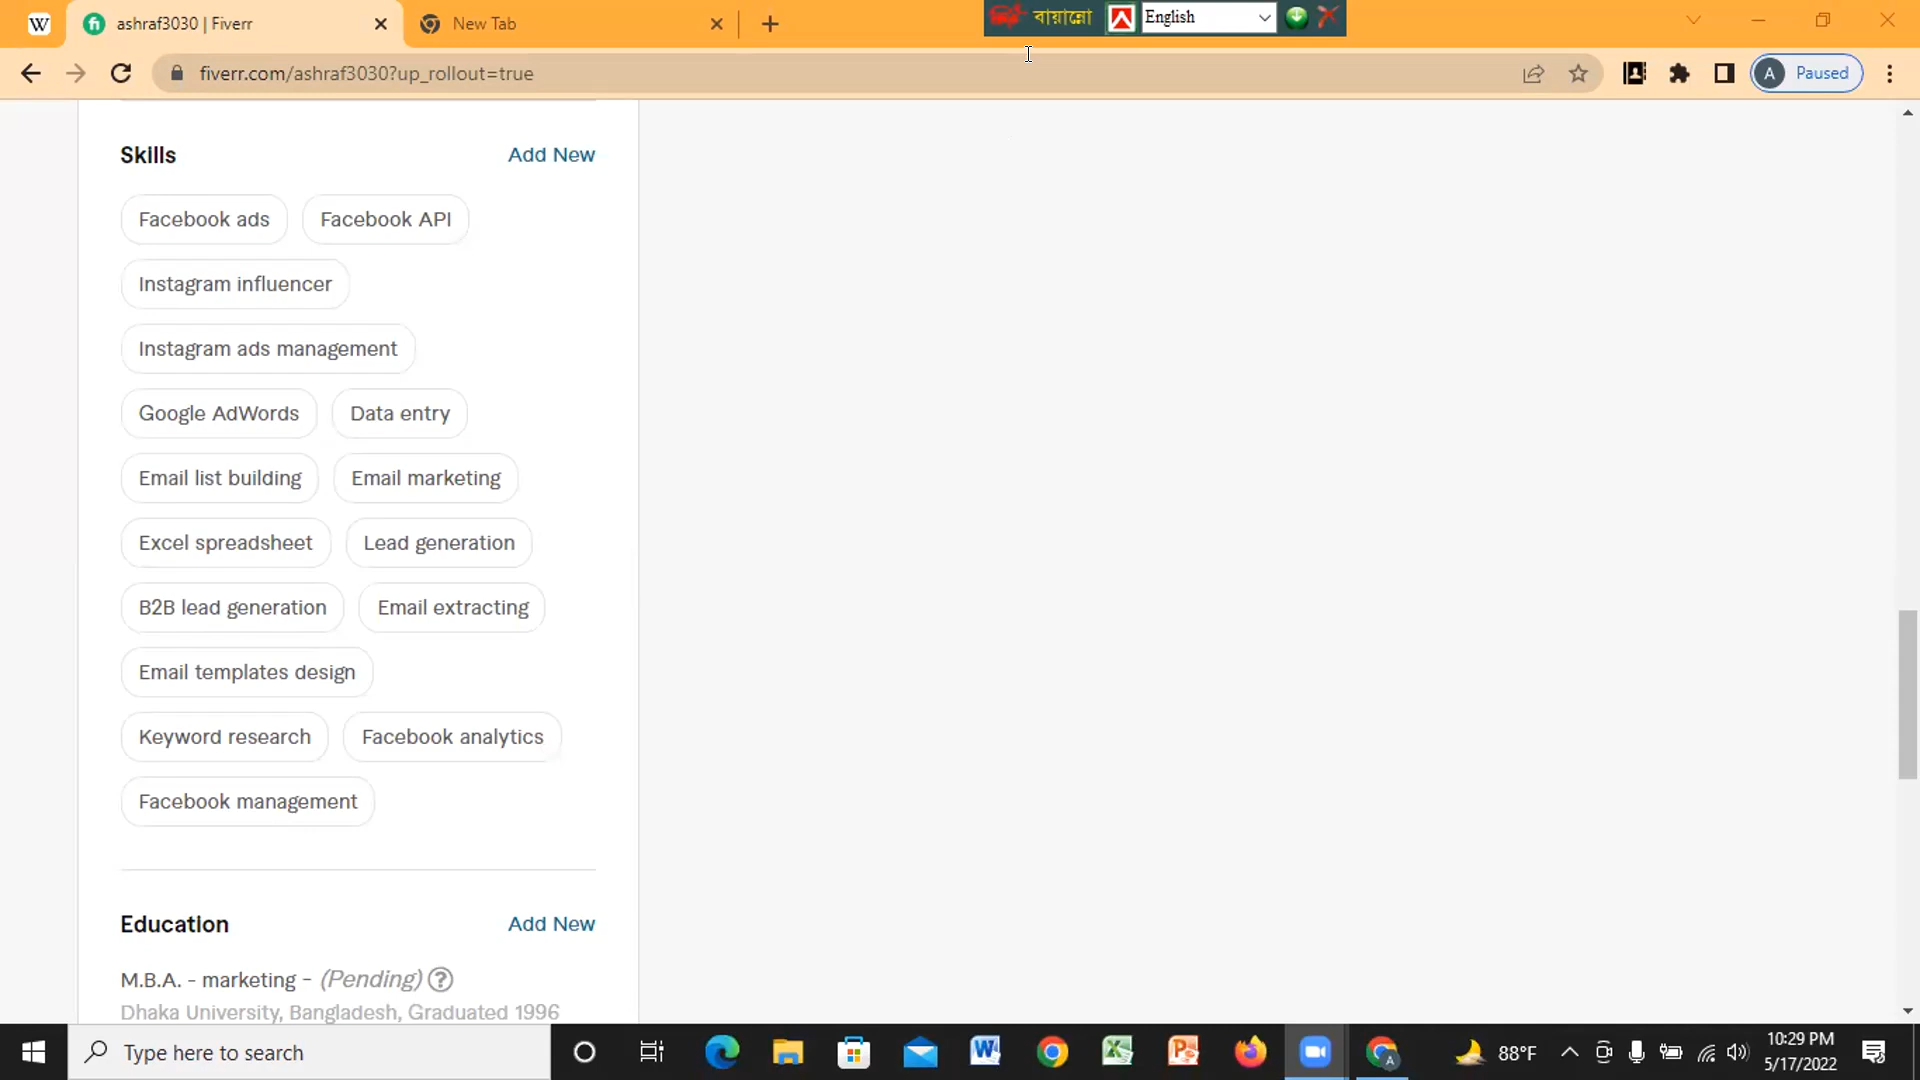 W ashraf3030 | Fiverr New Tab বায়ান্নো English
fiverr.com/ashraf3030?up_rollout=true A Paused
Skills Add New
Facebook ads Facebook API
Instagram influencer
Instagram ads management
Google AdWords Data entry
Email list building Email marketing
Excel spreadsheet Lead generation
B2B lead generation Email extracting
Email templates design
Keyword research Facebook analytics
Facebook management
Education Add New
M.B.A. - marketing - (Pending) ?
Dhaka University, Bangladesh, Graduated 1996
Type here to search 88°F 10:29 PM
5/17/2022